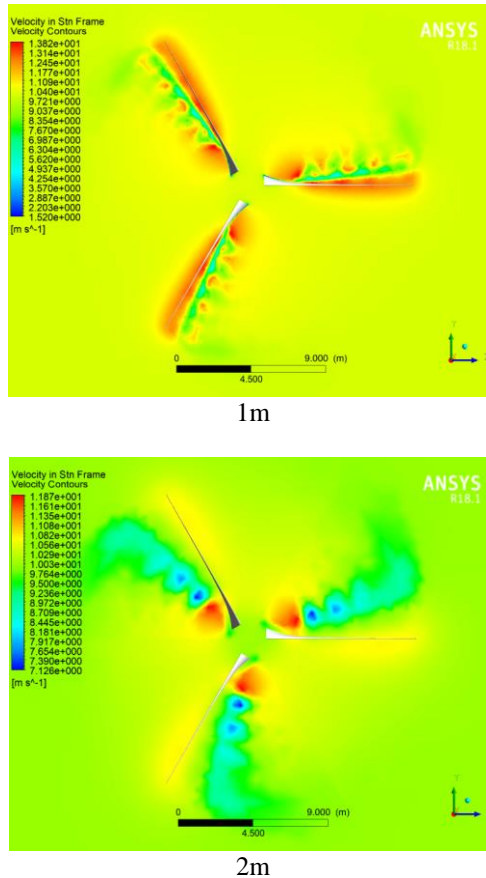 Velocity in Stn Frame
Velocity Contours
1.382e+001
1.314e+001
1.245e+001
1.177e+001
1.109e+001
1.040e+001
9.721e+000
9.037e+000
8.354e+000
7.670e+000
6.987e+000
6.304e+000
5.620e+000
4.937e+000
4.254e+000
3.570e+000
2.887e+000
2.203e+000
1.520e+000
[m s^-1]
ANSYS
R18.1
0 9.000 (m)
4.500
Y
1m
Velocity in Stn Frame
Velocity Contours
1.187e+001
1.161e+001
1.135e+001
1.108e+001
1.082e+001
1.056e+001
1.029e+001
1.003e+001
9.764e+000
9.500e+000
9.236e+000
8.972e+000
8.709e+000
8.445e+000
8.181e+000
7.917e+000
7.654e+000
7.390e+000
7.126e+000
[m s^-1]
ANSYS
R18.1
0 9.000 (m)
4.500
Y
2m